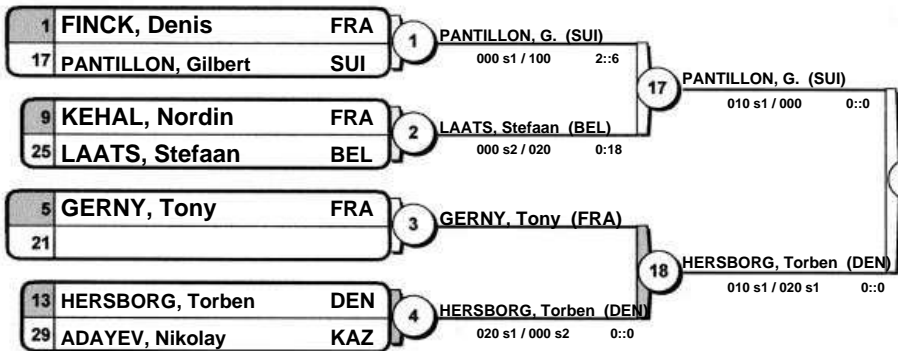 1 FINCK, Denis FRA
17 PANTILLON, Gilbert SUI
1
PANTILLON, G. (SUI)
000 s1 / 100 2::6
9 KEHAL, Nordin FRA
25 LAATS, Stefaan BEL
2
LAATS, Stefaan (BEL)
000 s2 / 020 0:18
17
PANTILLON, G. (SUI)
010 s1 / 000 0::0
5 GERNY, Tony FRA
21
3
GERNY, Tony (FRA)
13 HERSBORG, Torben DEN
29 ADAYEV, Nikolay KAZ
4
HERSBORG, Torben (DEN)
020 s1 / 000 s2 0::0
18
HERSBORG, Torben (DEN)
010 s1 / 020 s1 0::0